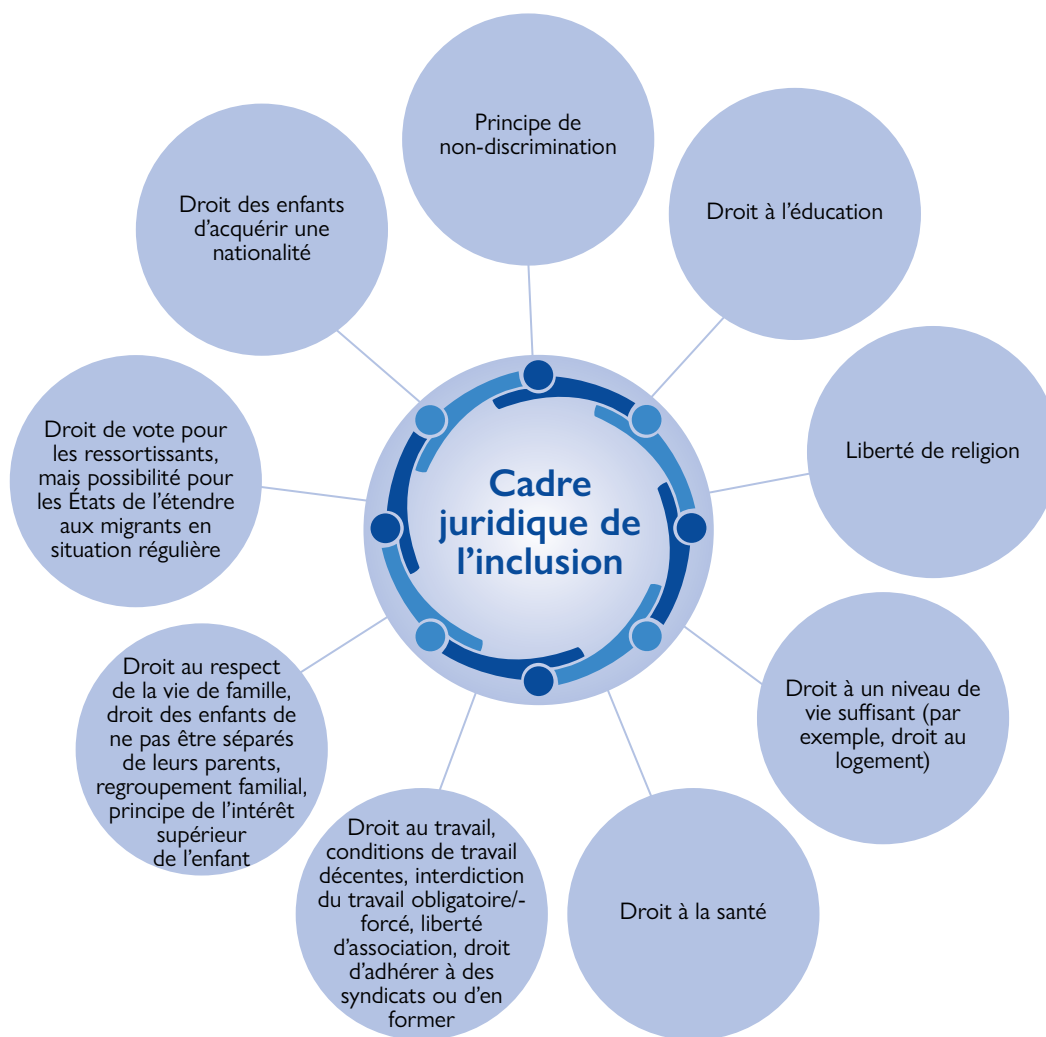 Principe de
non-discrimination
Droit à l’éducation
Liberté de religion
Droit à un niveau de
vie suffisant (par
exemple, droit au
logement)
Droit à la santé
Droit au travail,
conditions de travail
décentes, interdiction
du travail obligatoire/-
forcé, liberté
d’association, droit
d’adhérer à des
syndicats ou d’en
former
Droit au respect
de la vie de famille,
droit des enfants de
ne pas être séparés
de leurs parents,
regroupement familial,
principe de l’intérêt
supérieur
de l’enfant
Droit de vote pour
les ressortissants,
mais possibilité pour
les États de l’étendre
aux migrants en
situation régulière
Droit des enfants
d’acquérir une
nationalité
Cadre
juridique de
l’inclusion